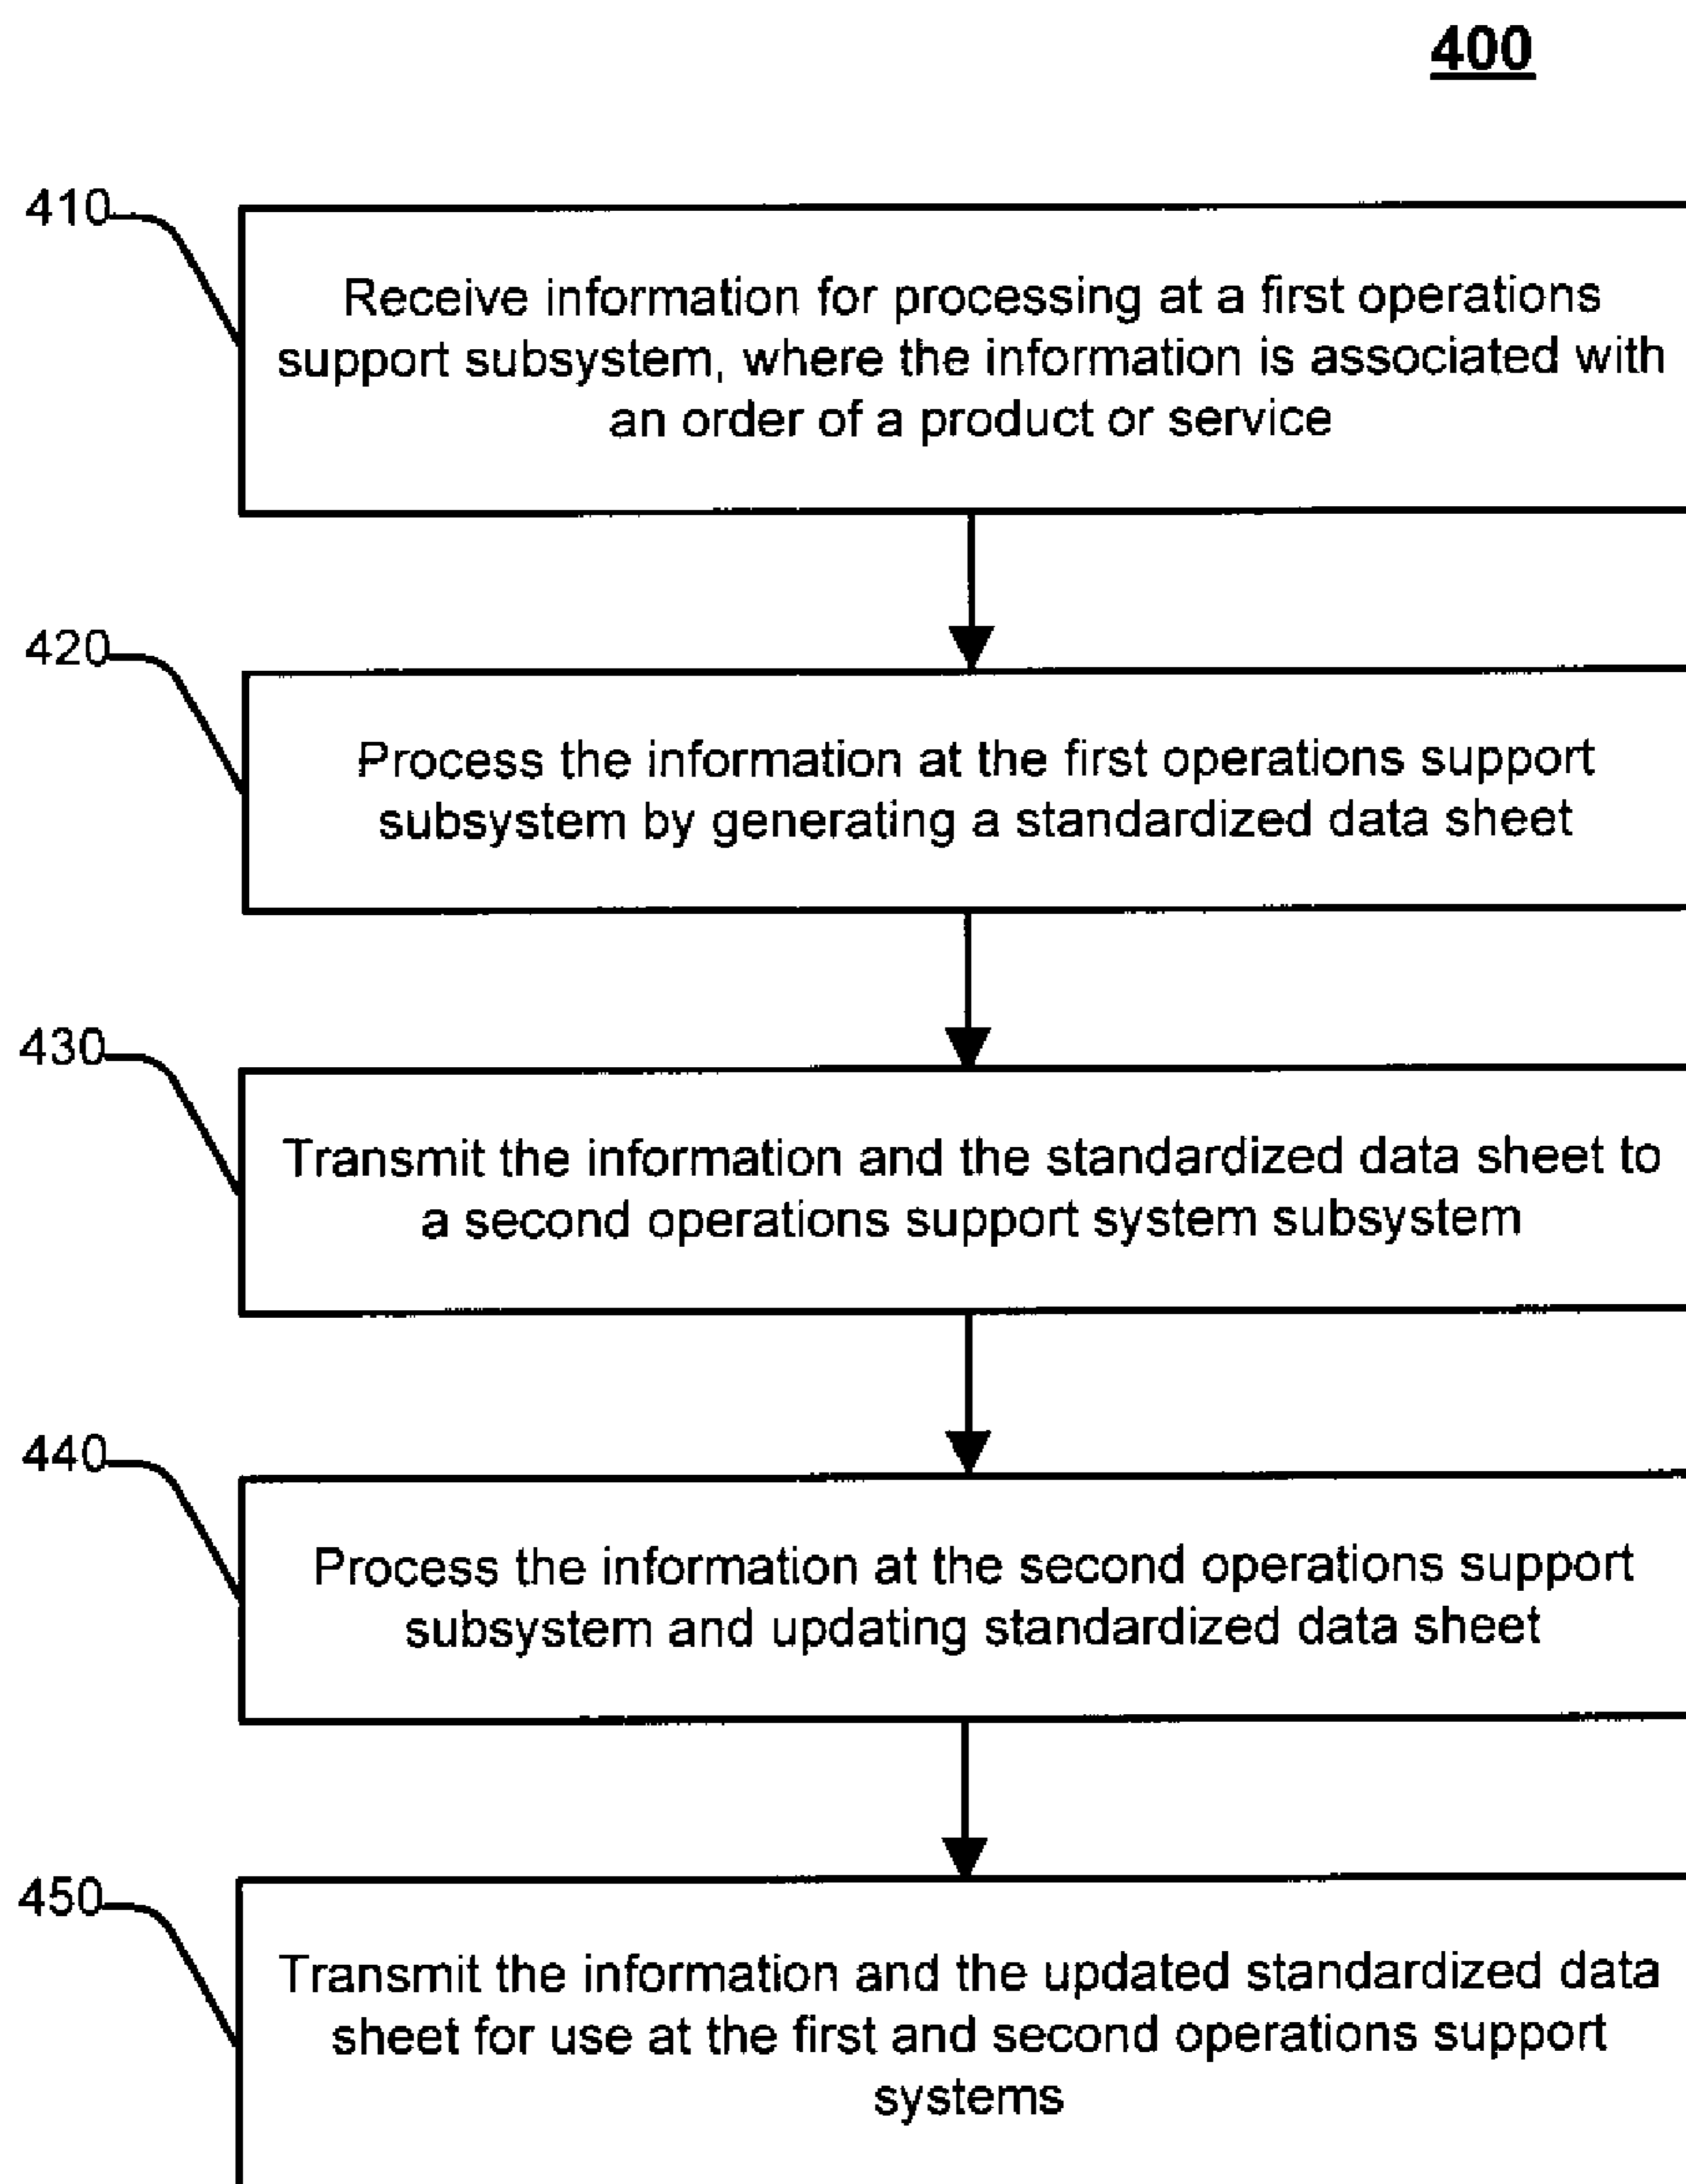 400
410
Receive information for processing at a first operations
support subsystem, where the information is associated with
an order of a product or service
420
Process the information at the first operations support
subsystem by generating a standardized data sheet
430
Transmit the information and the standardized data sheet to
a second operations support system subsystem
440
Process the information at the second operations support
subsystem and updating standardized data sheet
450
Transmit the information and the updated standardized data
sheet for use at the first and second operations support
systems